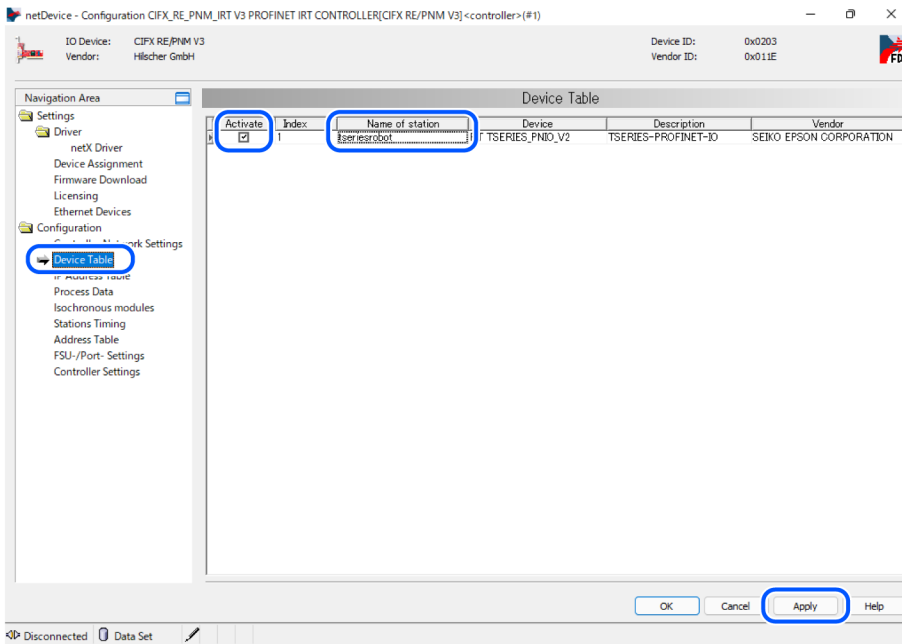 netDevice - Configuration CIFX_RE_PNM_IRT V3 PROFINET IRT CONTROLLER[CIFX RE/PNM V3]<controller>(#1)
IO Device: CIFX RE/PNM V3 Device ID: 0x0203
Vendor: Hilscher GmbH Vendor ID: 0x011E
FD
Navigation Area
Device Table
Settings
Driver
netX Driver
Device Assignment
Firmware Download
Licensing
Ethernet Devices
Configuration
Controller Network Settings
Device Table
IP Address Table
Process Data
Isochronous modules
Stations Timing
Address Table
FSU-/Port- Settings
Controller Settings
Activate Index Name of station Device Description Vendor
1 tseriesrobot TSERIES_PNIO_V2 TSERIES-PROFINET-IO SEIKO EPSON CORPORATION
OK Cancel Apply Help
Disconnected Data Set